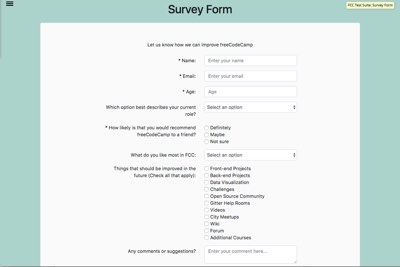 FCC Test Suite: Survey Form
Survey Form
Let us know how we can improve freeCodeCamp
* Name:
Enter your name
* Email:
Enter your email
* Age:
Age
Which option best describes your current
role?
Select an option
* How likely is that you would recommend
freeCodeCamp to a friend?
Definitely
Maybe
Not sure
What do you like most in FCC:
Select an option
Things that should be improved in the
future (Check all that apply):
Front-end Projects
Back-end Projects
Data Visualization
Challenges
Open Source Community
Gitter Help Rooms
Videos
City Meetups
Wiki
Forum
Additional Courses
Any comments or suggestions?
Enter your comment here...